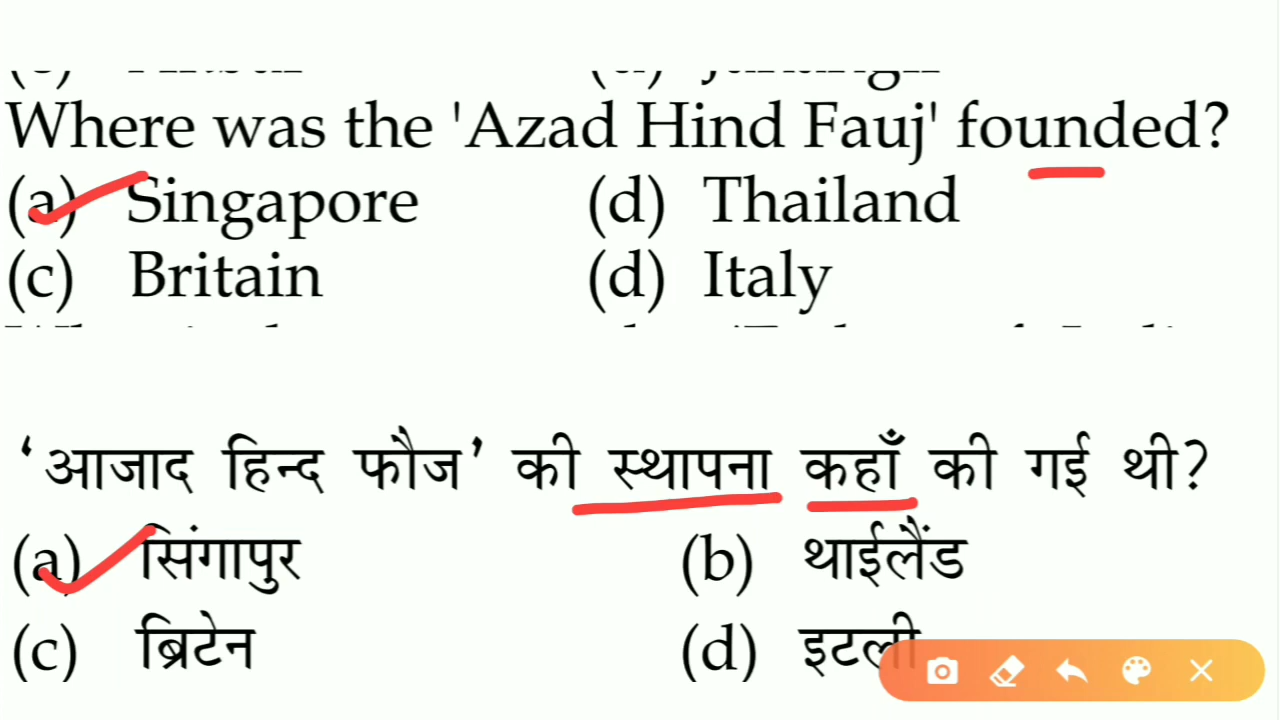 Where was the 'Azad Hind Fauj' founded?
(a) Singapore (d) Thailand
(c) Britain (d) Italy
‘आजाद हिन्द फौज’ की स्थापना कहाँ की गई थी?
(a) सिंगापुर (b) थाईलैंड
(c) ब्रिटेन (d) इटली